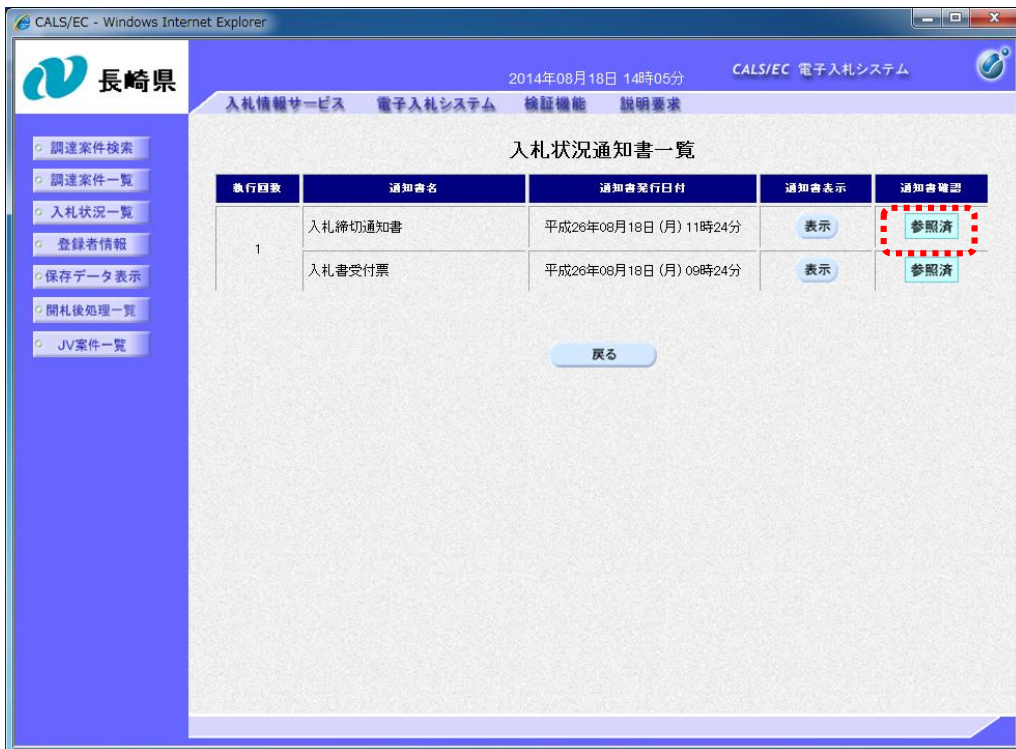 CALS/EC - Windows Internet Explorer
長崎県
2014年08月18日 14時05分
CALS/EC 電子入札システム
入札情報サービス 電子入札システム 検証機能 説明要求
調達案件検索
調達案件一覧
入札状況一覧
登録者情報
保存データ表示
開札後処理一覧
JV案件一覧
入札状況通知書一覧
執行回数 通知書名 通知書発行日付 通知書表示 通知書確認
1
入札締切通知書 平成26年08月18日 (月) 11時24分 表示 参照済
入札書受付票 平成26年08月18日 (月) 09時24分 表示 参照済
戻る